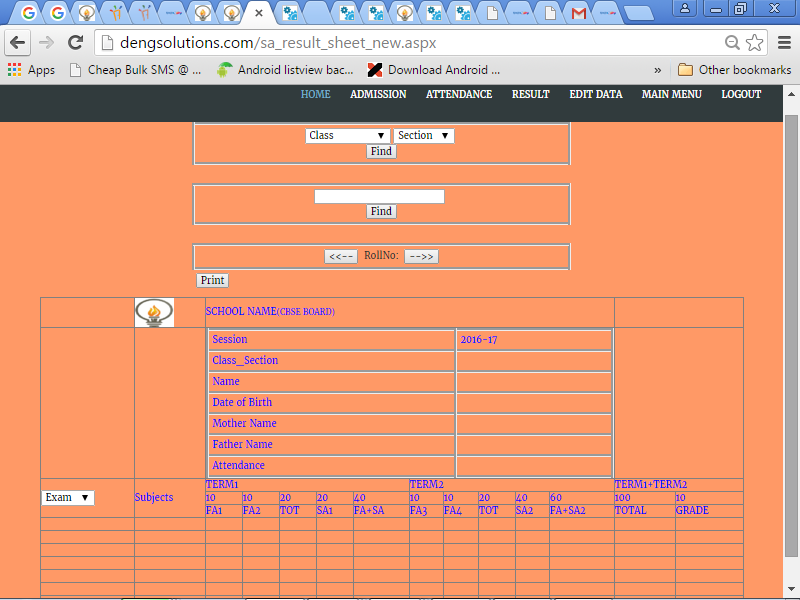 dengsolutions.com/sa_result_sheet_new.aspx
Apps Cheap Bulk SMS @ ... Android listview bac... Download Android ... » Other bookmarks
HOME ADMISSION ATTENDANCE RESULT EDIT DATA MAIN MENU LOGOUT
Class Section
Find
Find
<<-- RollNo: -->>
Print
SCHOOL NAME(CBSE BOARD)
Session 2016-17
Class_Section
Name
Date of Birth
Mother Name
Father Name
Attendance
TERM1 TERM2 TERM1+TERM2
Exam Subjects 10 10 20 20 40 10 10 20 40 60 100 10
FA1 FA2 TOT SA1 FA+SA FA3 FA4 TOT SA2 FA+SA2 TOTAL GRADE